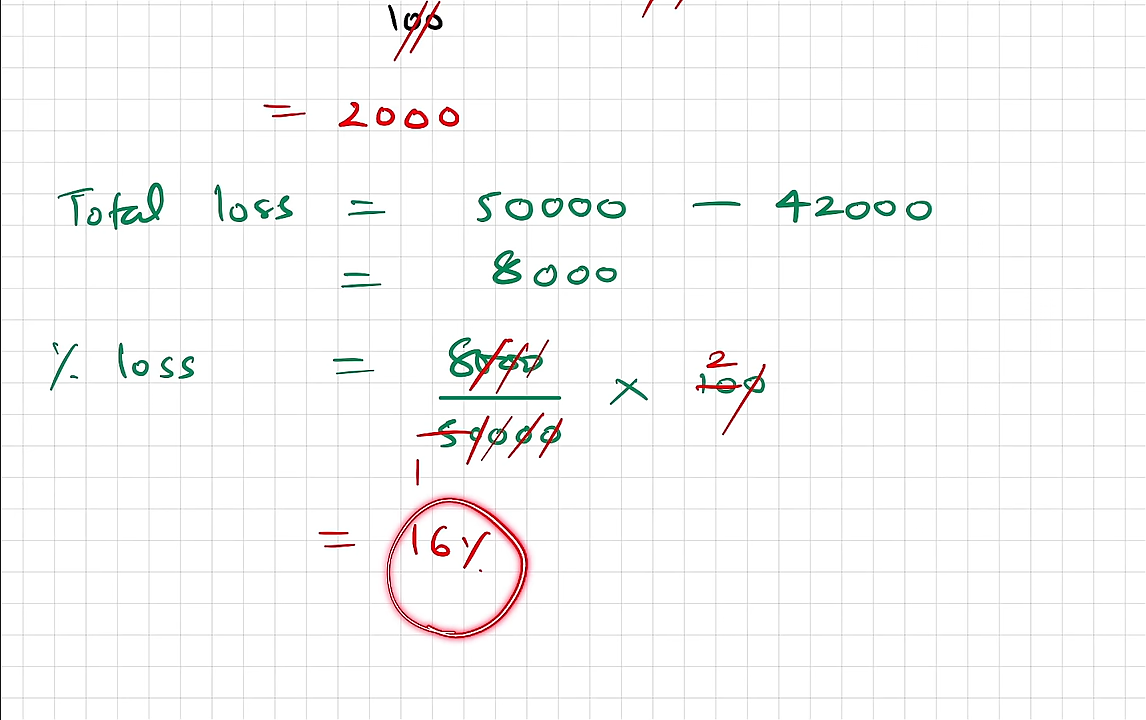 100
= 2000
Total loss = 50000 - 42000
= 8000
% loss = 8000/50000 × 100 2
1
= 16%